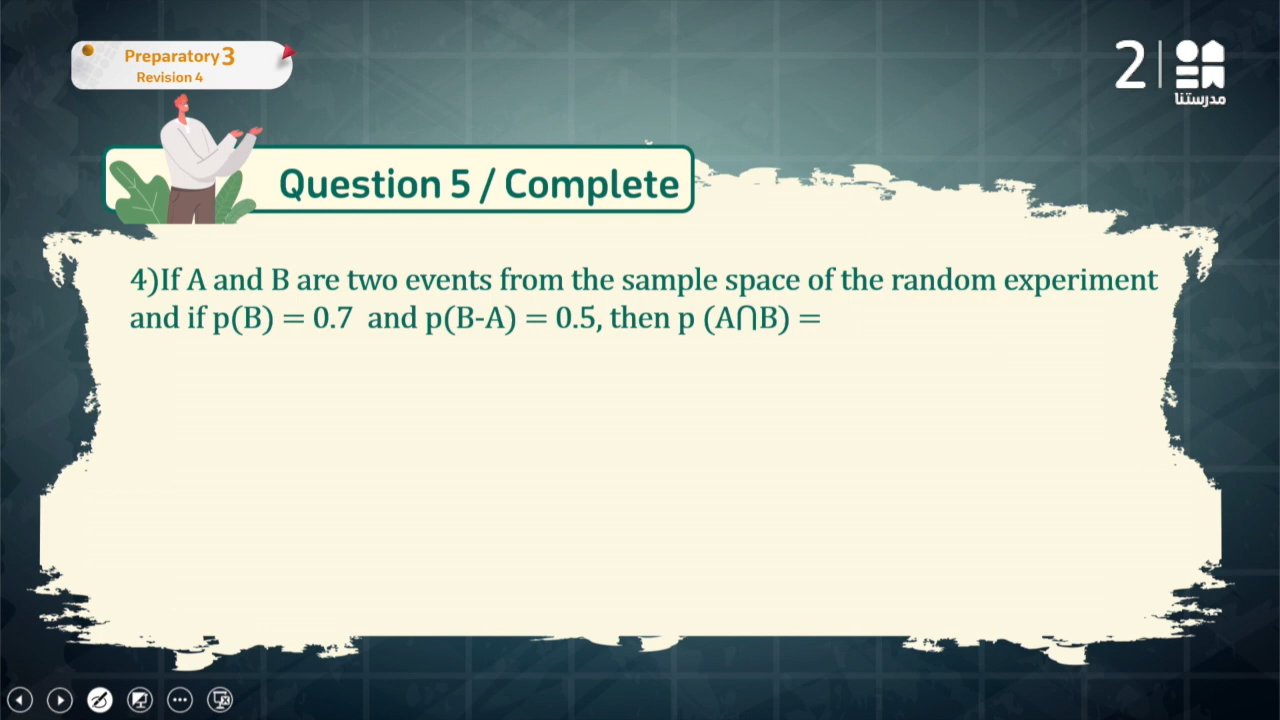 Preparatory 3
Revision 4
2
مدرستنا
Question 5 / Complete
4)If A and B are two events from the sample space of the random experiment
and if p(B) = 0.7 and p(B-A) = 0.5, then p (A⋂B) =